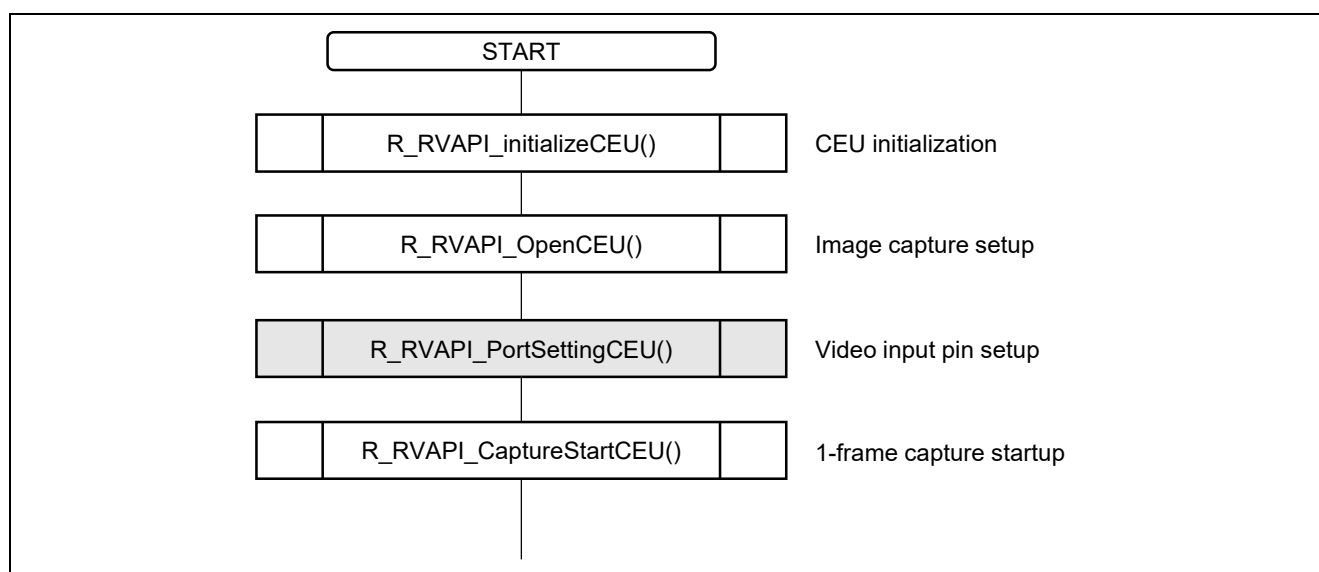 START
R_RVAPI_initializeCEU() CEU initialization
R_RVAPI_OpenCEU() Image capture setup
R_RVAPI_PortSettingCEU() Video input pin setup
R_RVAPI_CaptureStartCEU() 1-frame capture startup